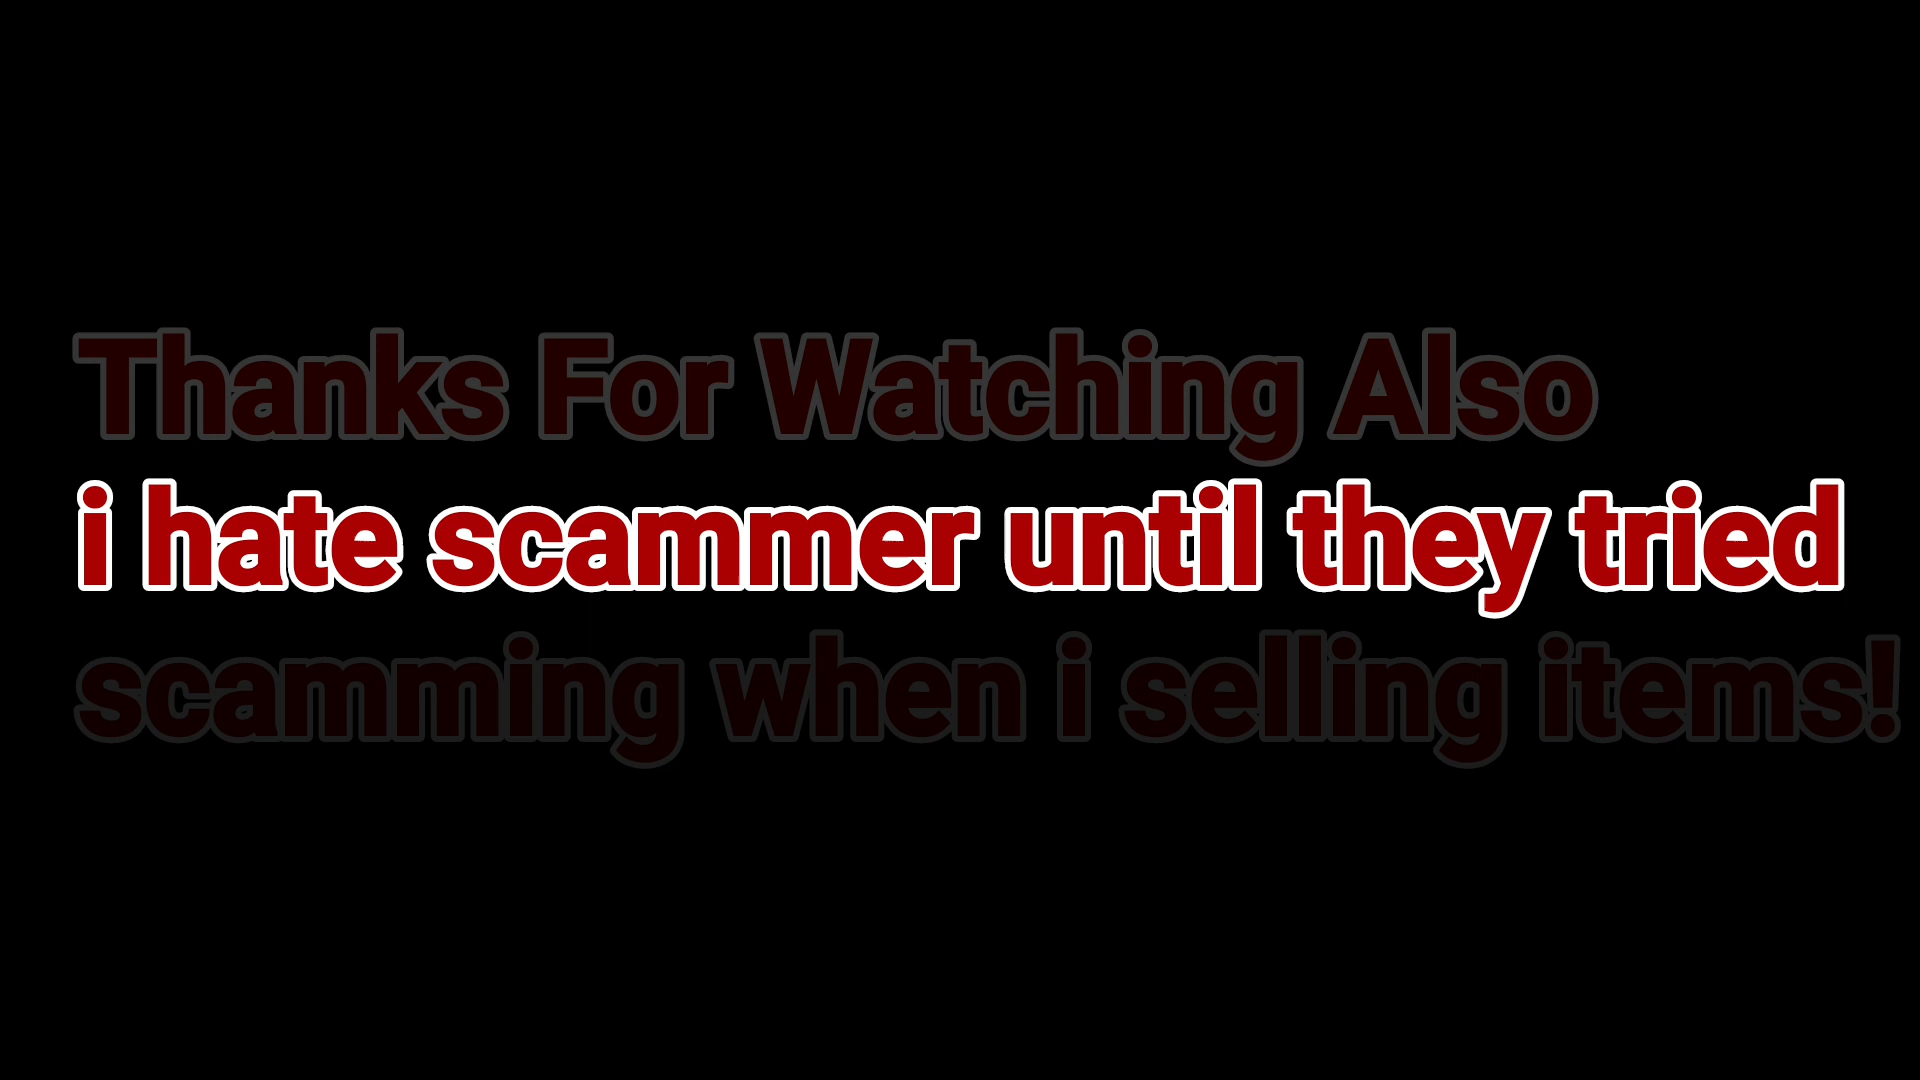 Thanks For Watching Also
i hate scammer until they tried
scamming when i selling items!